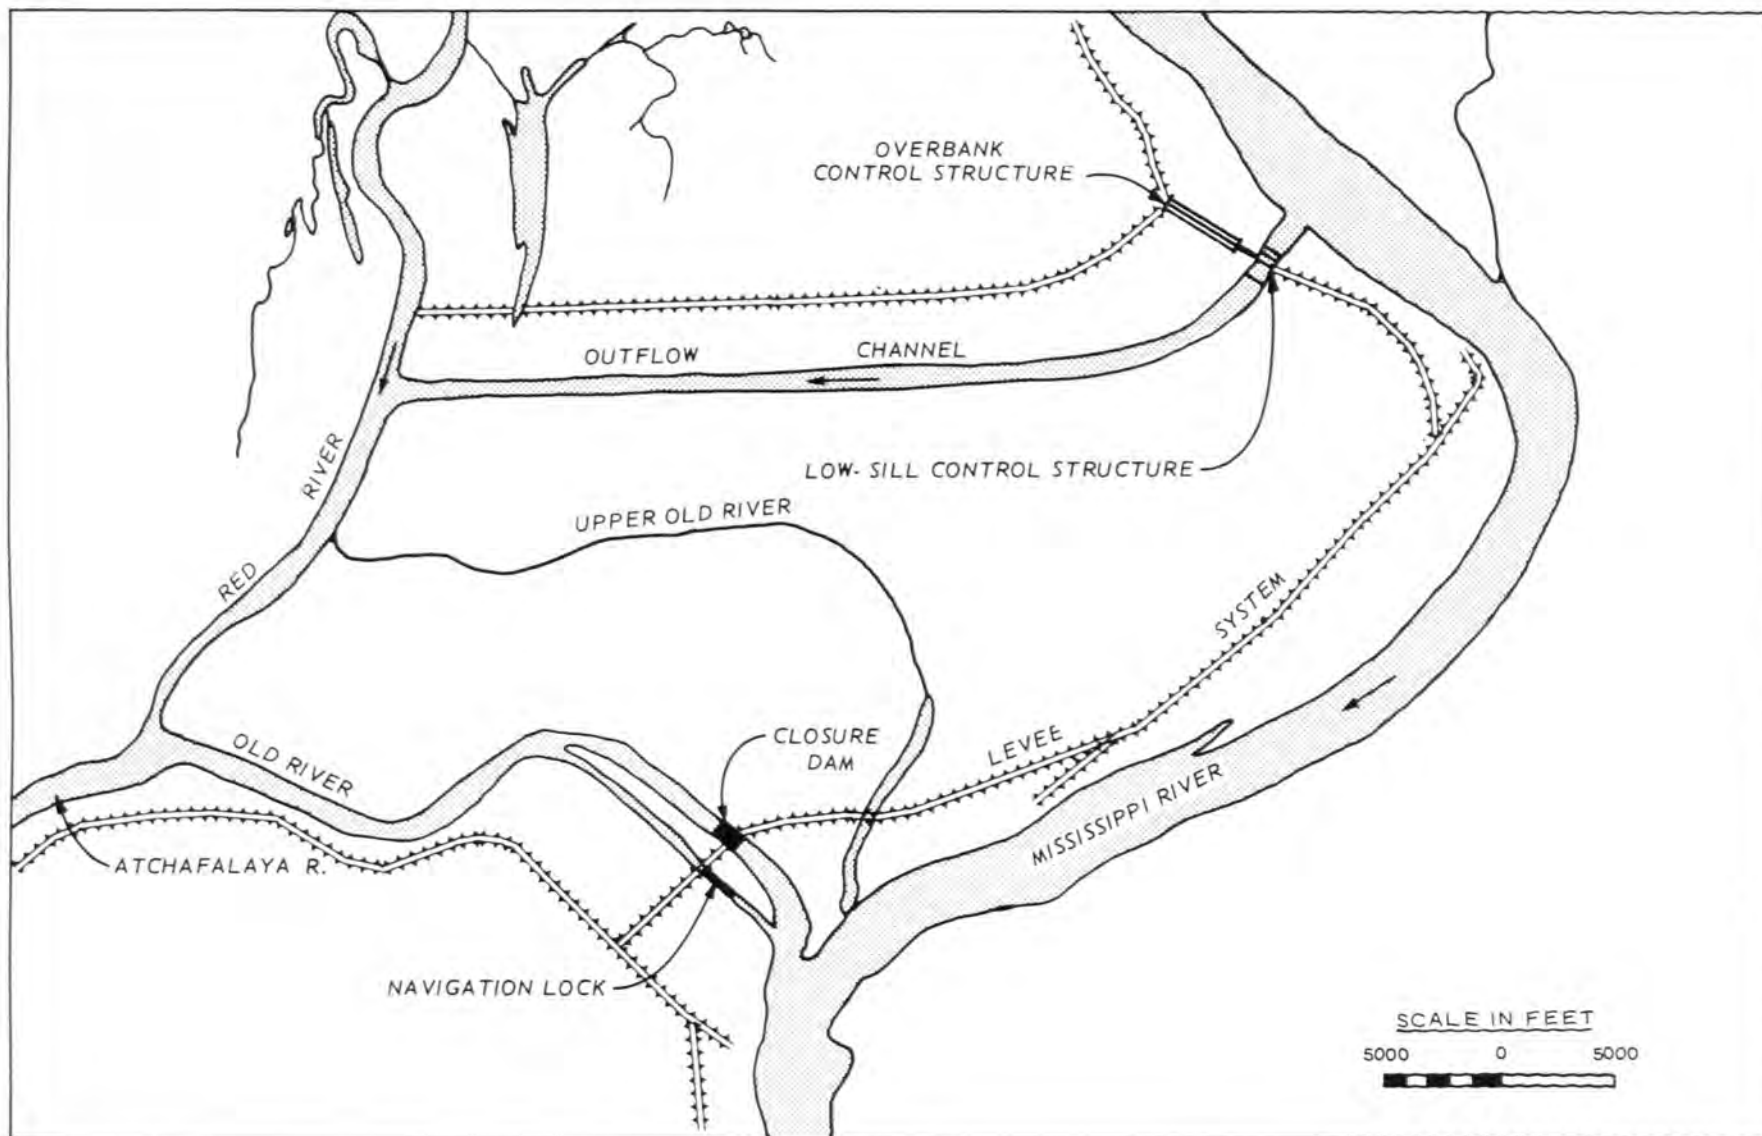 OVERBANK
CONTROL STRUCTURE
OUTFLOW CHANNEL
LOW-SILL CONTROL STRUCTURE
RED RIVER
UPPER OLD RIVER
LEVEE SYSTEM
CLOSURE
DAM
OLD RIVER
MISSISSIPPI RIVER
ATCHAFALAYA R.
NAVIGATION LOCK
SCALE IN FEET
5000 0 5000